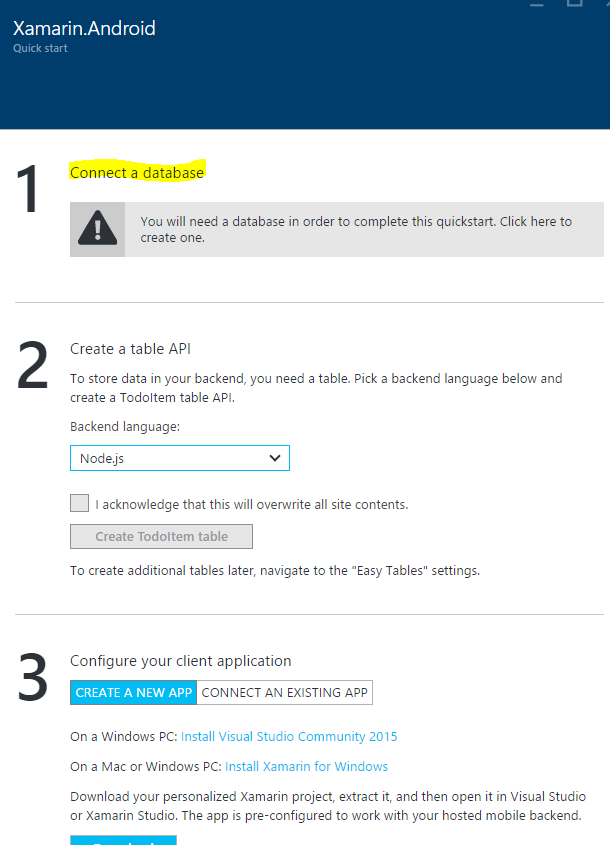 Xamarin.Android
Quick start
1
Connect a database
You will need a database in order to complete this quickstart. Click here to
create one.
2
Create a table API
To store data in your backend, you need a table. Pick a backend language below and
create a TodoItem table API.
Backend language:
Node.js
I acknowledge that this will overwrite all site contents.
Create TodoItem table
To create additional tables later, navigate to the "Easy Tables" settings.
3
Configure your client application
CREATE A NEW APP CONNECT AN EXISTING APP
On a Windows PC: Install Visual Studio Community 2015
On a Mac or Windows PC: Install Xamarin for Windows
Download your personalized Xamarin project, extract it, and then open it in Visual Studio
or Xamarin Studio. The app is pre-configured to work with your hosted mobile backend.